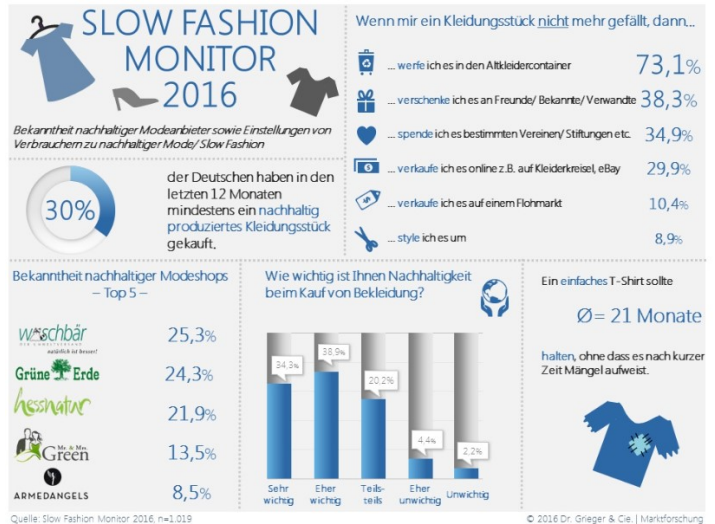 SLOW FASHION
MONITOR
2016
Bekanntheit nachhaltiger Modeanbieter sowie Einstellungen von
Verbrauchern zu nachhaltiger Mode/ Slow Fashion
30%
der Deutschen haben in den
letzten 12 Monaten
mindestens ein nachhaltig
produziertes Kleidungsstück
gekauft.
Wenn mir ein Kleidungsstück nicht mehr gefällt, dann...
... werfe ich es in den Altkleidercontainer 73,1%
... verschenke ich es an Freunde/ Bekannte/ Verwandte 38,3%
... spende ich es bestimmten Vereinen/ Stiftungen etc. 34,9%
... verkaufe ich es online z.B. auf Kleiderkreisel, eBay 29,9%
... verkaufe ich es auf einem Flohmarkt 10,4%
... style ich es um 8,9%
Bekanntheit nachhaltiger Modeshops
– Top 5 –
waschbär 25,3%
DER UMWELTVERSAND
natürlich ist besser!
Grüne Erde 24,3%
hessnatur 21,9%
Mr. & Mrs.
Green 13,5%
ARMEDANGELS 8,5%
Wie wichtig ist Ihnen Nachhaltigkeit
beim Kauf von Bekleidung?
34,3%
38,9%
20,2%
4,4%
2,2%
Sehr
wichtig
Eher
wichtig
Teils-
teils
Eher
unwichtig
Unwichtig
Ein einfaches T-Shirt sollte
Ø= 21 Monate
halten, ohne dass es nach kurzer
Zeit Mängel aufweist.
Quelle: Slow Fashion Monitor 2016, n=1.019
© 2016 Dr. Grieger & Cie. | Marktforschung